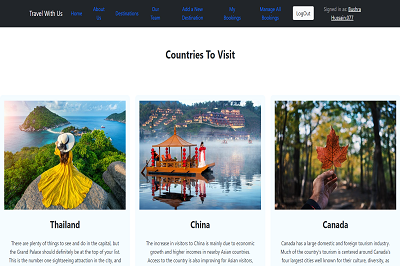 Travel With Us
Home
About
Us
Destinations
Our
Team
Add a New
Destination
My
Bookings
Manage All
Bookings
LogOut
Signed in as: Bushra
Hussain077
Countries To Visit
Thailand
There are plenty of things to see and do in the capital, but
the Grand Palace should definitely be at the top of your list.
This is the number one sightseeing attraction in the city, and
China
The increase in visitors to China is mainly due to economic
growth and higher incomes in nearby Asian countries.
Access to the country is also improving for Asian visitors,
Canada
Canada has a large domestic and foreign tourism industry.
Much of the country's tourism is centered around Canada's
four largest cities known for their culture, diversity, as